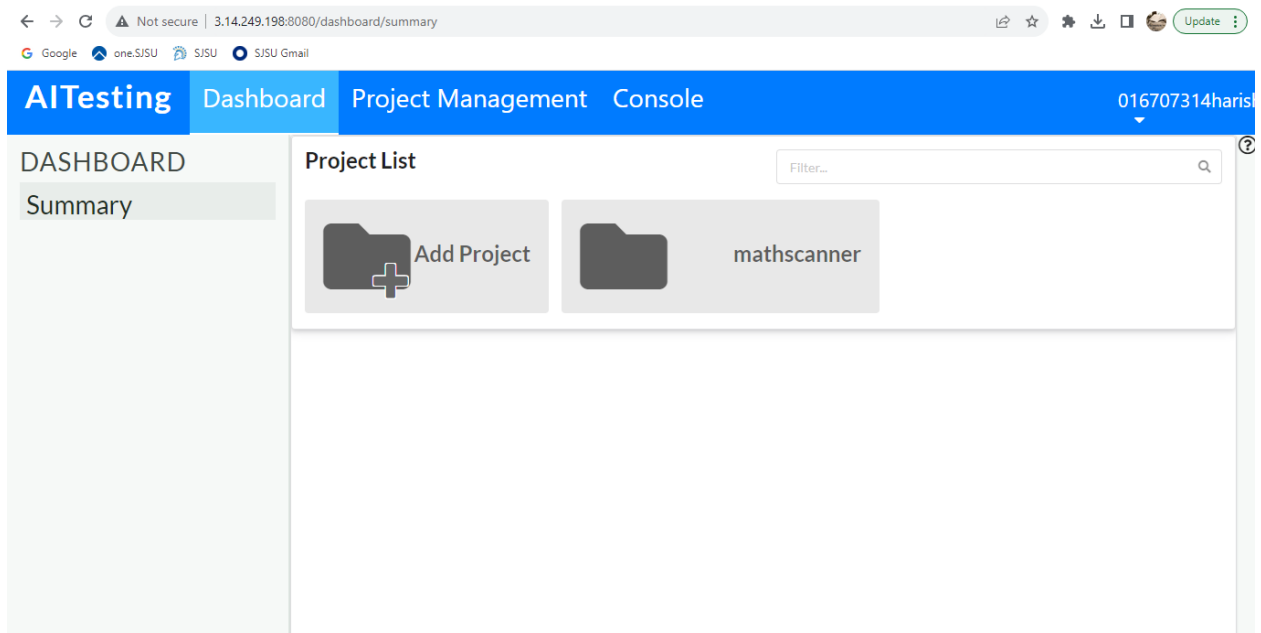 Not secure | 3.14.249.198:8080/dashboard/summary
Update
Google one.SJSU SJSU SJSU Gmail
AITesting Dashboard Project Management Console 016707314harish
DASHBOARD
Summary
Project List
Filter...
Add Project
mathscanner